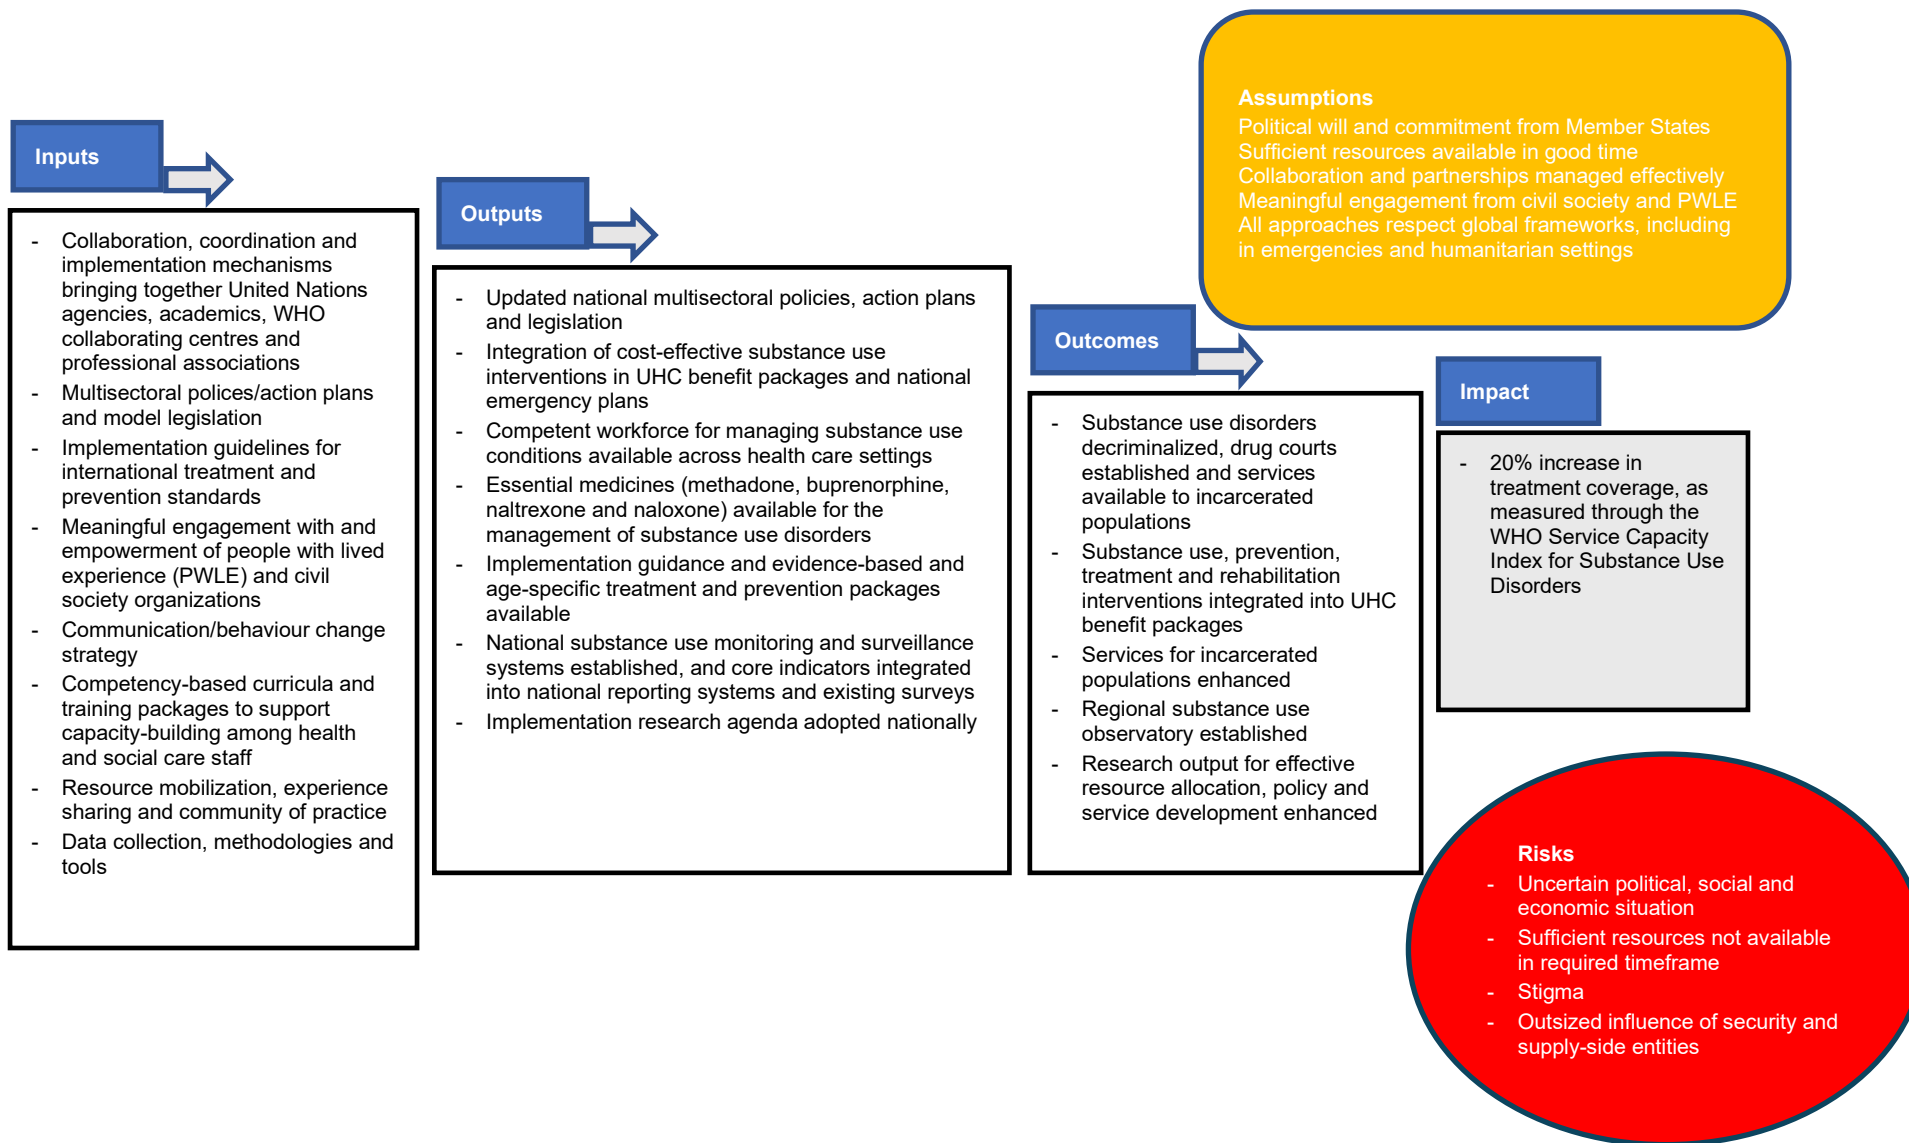 Inputs
- Collaboration, coordination and
implementation mechanisms
bringing together United Nations
agencies, academics, WHO
collaborating centres and
professional associations
- Multisectoral polices/action plans
and model legislation
- Implementation guidelines for
international treatment and
prevention standards
- Meaningful engagement with and
empowerment of people with lived
experience (PWLE) and civil
society organizations
- Communication/behaviour change
strategy
- Competency-based curricula and
training packages to support
capacity-building among health
and social care staff
- Resource mobilization, experience
sharing and community of practice
- Data collection, methodologies and
tools
Outputs
- Updated national multisectoral policies, action plans
and legislation
- Integration of cost-effective substance use
interventions in UHC benefit packages and national
emergency plans
- Competent workforce for managing substance use
conditions available across health care settings
- Essential medicines (methadone, buprenorphine,
naltrexone and naloxone) available for the
management of substance use disorders
- Implementation guidance and evidence-based and
age-specific treatment and prevention packages
available
- National substance use monitoring and surveillance
systems established, and core indicators integrated
into national reporting systems and existing surveys
- Implementation research agenda adopted nationally
Outcomes
- Substance use disorders
decriminalized, drug courts
established and services
available to incarcerated
populations
- Substance use, prevention,
treatment and rehabilitation
interventions integrated into UHC
benefit packages
- Services for incarcerated
populations enhanced
- Regional substance use
observatory established
- Research output for effective
resource allocation, policy and
service development enhanced
Assumptions
Political will and commitment from Member States
Sufficient resources available in good time
Collaboration and partnerships managed effectively
Meaningful engagement from civil society and PWLE
All approaches respect global frameworks, including
in emergencies and humanitarian settings
Impact
- 20% increase in
treatment coverage, as
measured through the
WHO Service Capacity
Index for Substance Use
Disorders
Risks
- Uncertain political, social and
economic situation
- Sufficient resources not available
in required timeframe
- Stigma
- Outsized influence of security and
supply-side entities